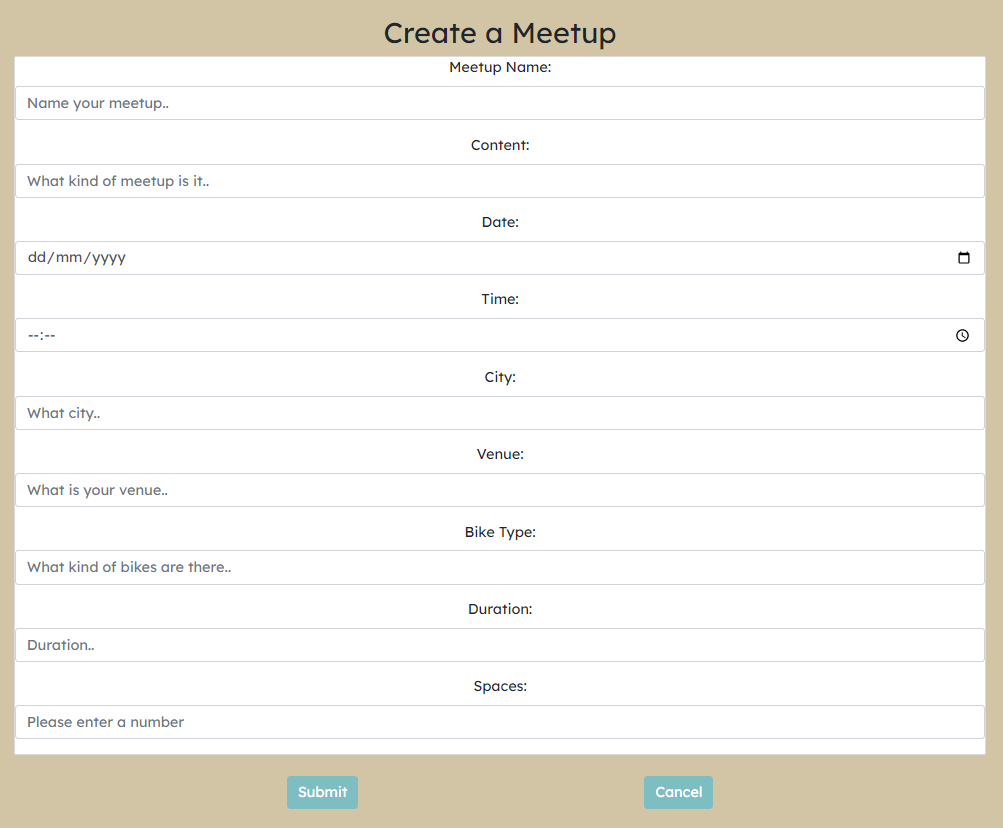 Create a Meetup
Meetup Name:
Name your meetup..
Content:
What kind of meetup is it..
Date:
dd/mm/yyyy
Time:
--:--
City:
What city..
Venue:
What is your venue..
Bike Type:
What kind of bikes are there..
Duration:
Duration..
Spaces:
Please enter a number
Submit Cancel